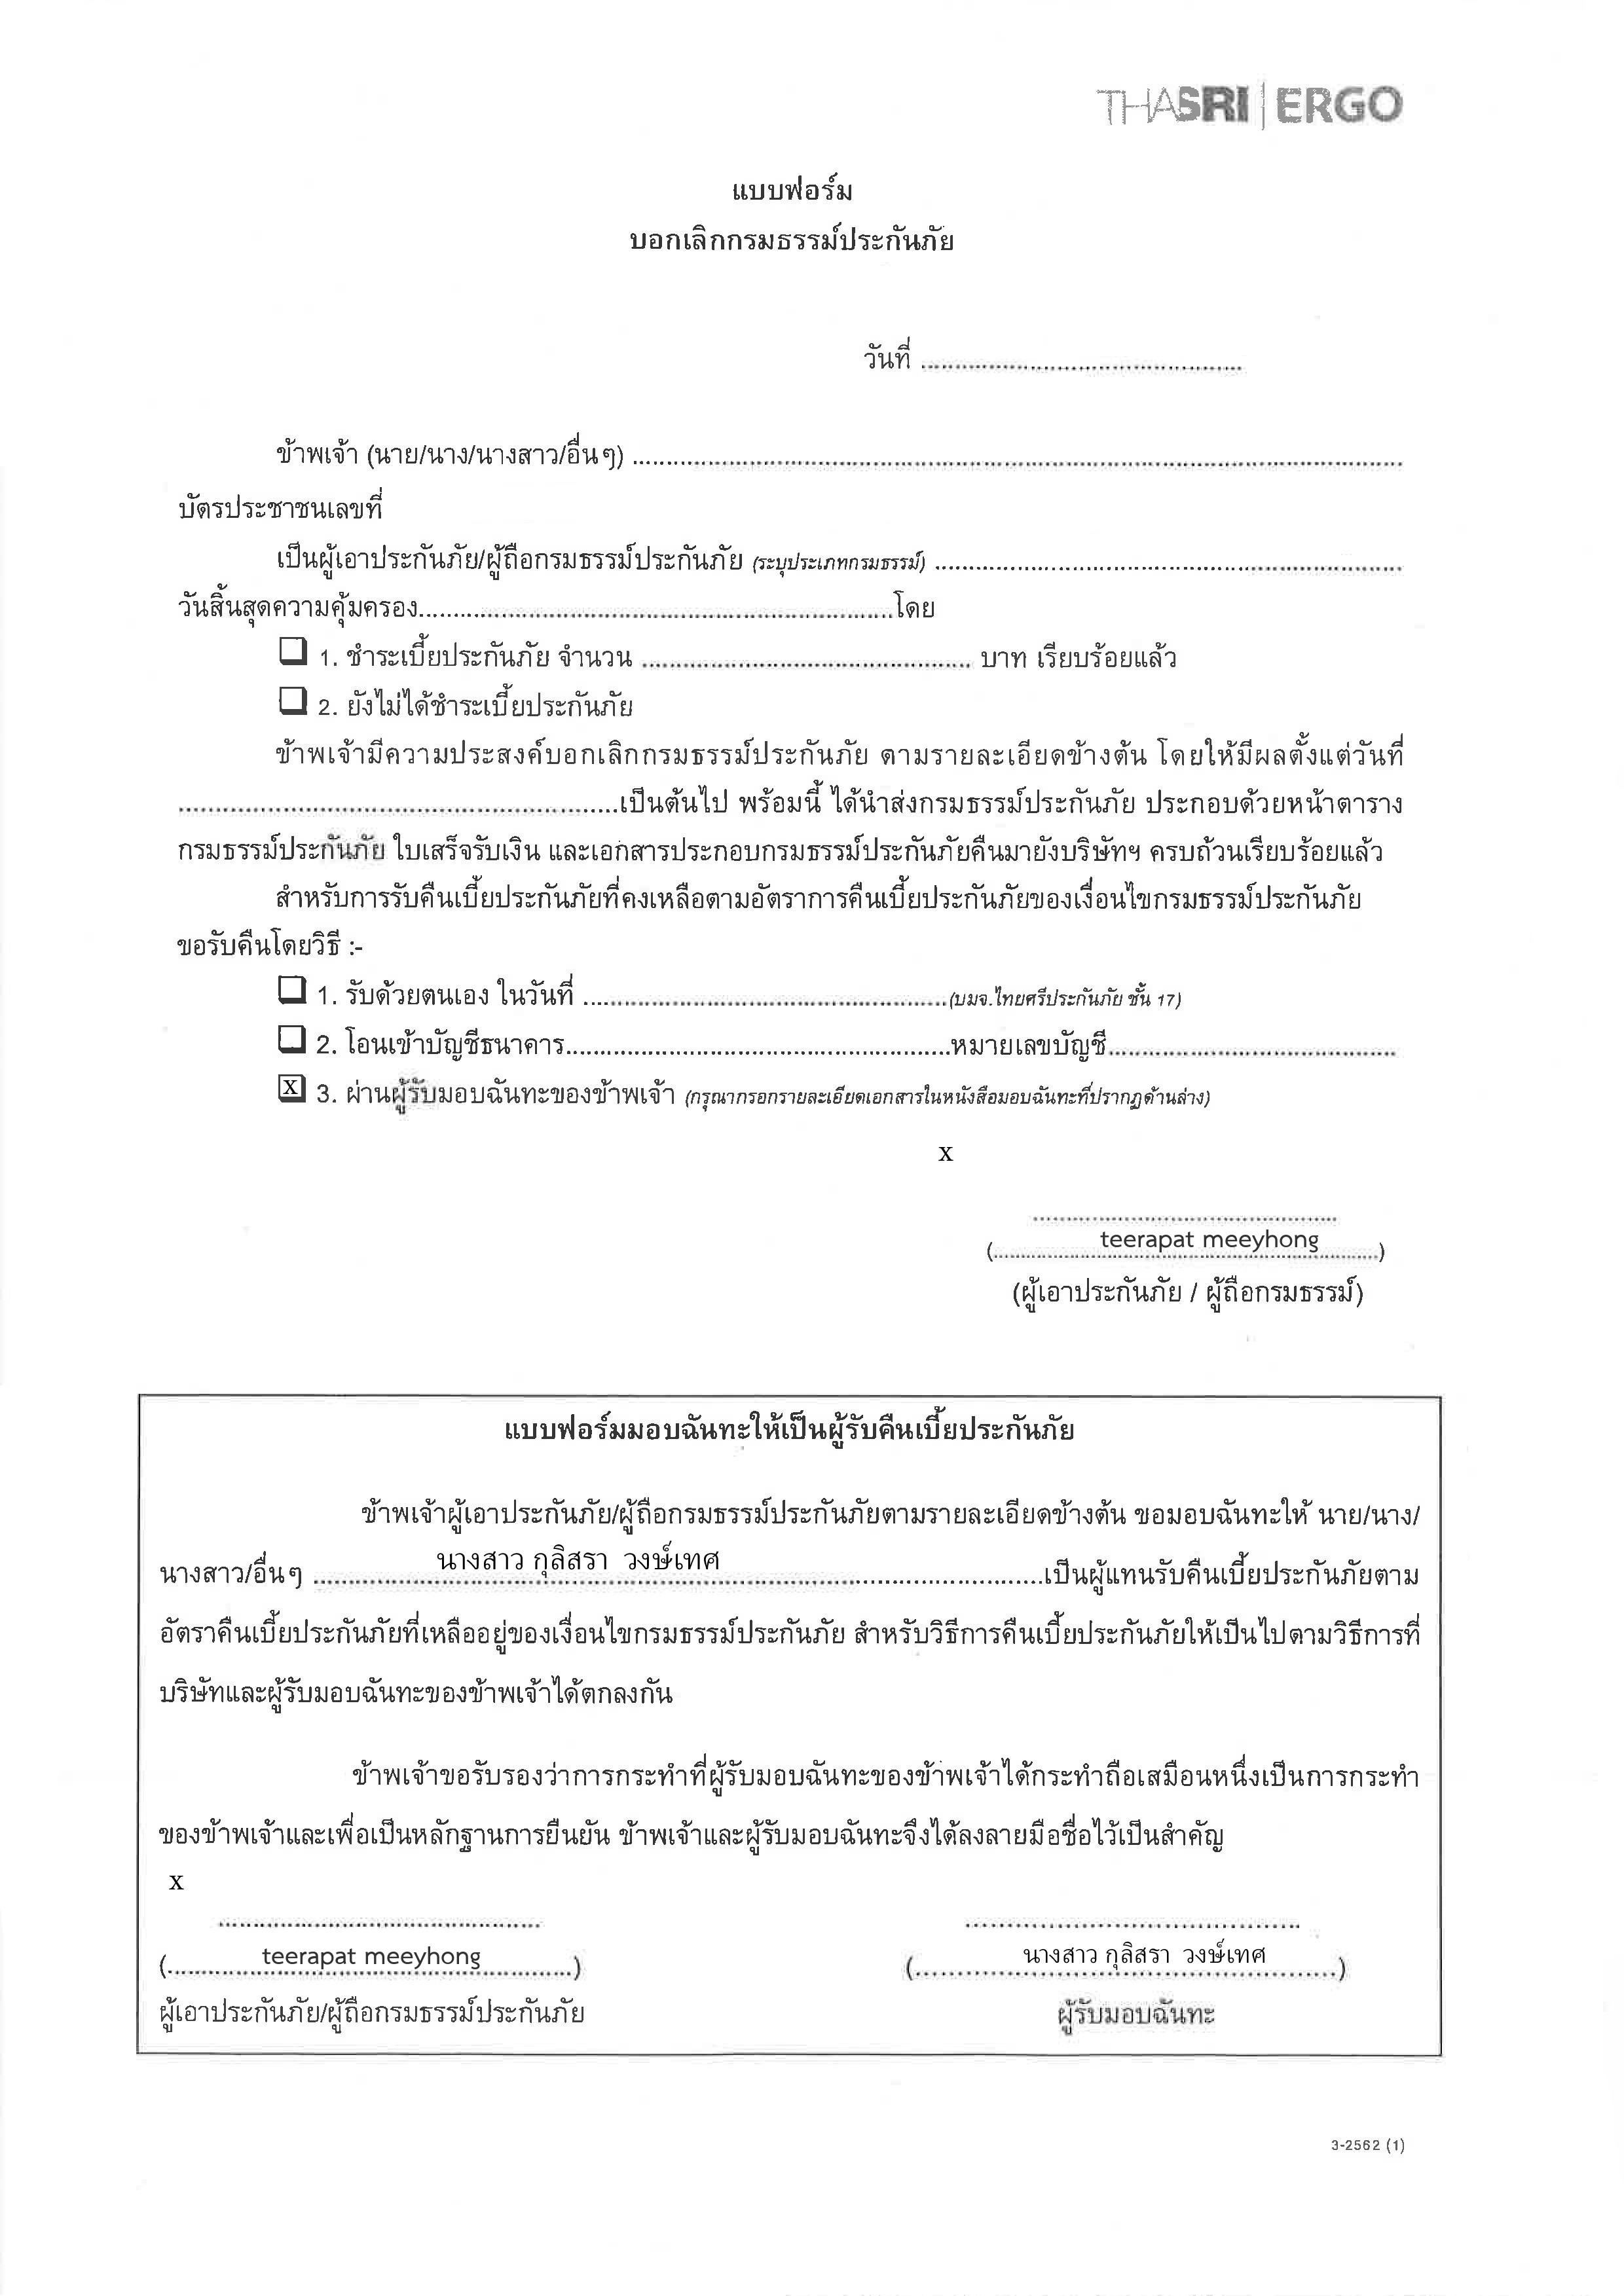 THASRI | ERGO
แบบฟอร์ม
บอกเลิกกรมธรรม์ประกันภัย
วันที่ ................................................
ข้าพเจ้า (นาย/นาง/นางสาว/อื่นๆ) ................................................
บัตรประชาชนเลขที่
เป็นผู้เอาประกันภัย/ผู้ถือกรมธรรม์ประกันภัย (ระบุประเภทกรมธรรม์) ................................................
วันสิ้นสุดความคุ้มครอง................................................โดย
❑ 1. ชำระเบี้ยประกันภัย จำนวน ................................................ บาท เรียบร้อยแล้ว
❑ 2. ยังไม่ได้ชำระเบี้ยประกันภัย
ข้าพเจ้ามีความประสงค์บอกเลิกกรมธรรม์ประกันภัย ตามรายละเอียดข้างต้น โดยให้มีผลตั้งแต่วันที่
................................................เป็นต้นไป พร้อมนี้ ได้นำส่งกรมธรรม์ประกันภัย ประกอบด้วยหน้าตาราง
กรมธรรม์ประกันภัย ใบเสร็จรับเงิน และเอกสารประกอบกรมธรรม์ประกันภัยคืนมายังบริษัทฯ ครบถ้วนเรียบร้อยแล้ว
สำหรับการรับคืนเบี้ยประกันภัยที่คงเหลือตามอัตราการคืนเบี้ยประกันภัยของเงื่อนไขกรมธรรม์ประกันภัย
ขอรับคืนโดยวิธี :-
❑ 1. รับด้วยตนเอง ในวันที่ ................................................(บมจ.ไทยศรีประกันภัย ชั้น 17)
❑ 2. โอนเข้าบัญชีธนาคาร................................................หมายเลขบัญชี................................................
x 3. ผ่านผู้รับมอบฉันทะของข้าพเจ้า (กรุณากรอกรายละเอียดเอกสารในหนังสือมอบฉันทะที่ปรากฏด้านล่าง)
x
................................................
(teerapat meeyhong)
(ผู้เอาประกันภัย / ผู้ถือกรมธรรม์)
แบบฟอร์มมอบฉันทะให้เป็นผู้รับคืนเบี้ยประกันภัย
ข้าพเจ้าผู้เอาประกันภัย/ผู้ถือกรมธรรม์ประกันภัยตามรายละเอียดข้างต้น ขอมอบฉันทะให้ นาย/นาง/
นางสาว/อื่นๆ นางสาว กุลิสรา วงษ์เทศ เป็นผู้แทนรับคืนเบี้ยประกันภัยตาม
อัตราคืนเบี้ยประกันภัยที่เหลืออยู่ของเงื่อนไขกรมธรรม์ประกันภัย สำหรับวิธีการคืนเบี้ยประกันภัยให้เป็นไปตามวิธีการที่
บริษัทและผู้รับมอบฉันทะของข้าพเจ้าได้ตกลงกัน
ข้าพเจ้าขอรับรองว่าการกระทำที่ผู้รับมอบฉันทะของข้าพเจ้าได้กระทำถือเสมือนหนึ่งเป็นการกระทำ
ของข้าพเจ้าและเพื่อเป็นหลักฐานการยืนยัน ข้าพเจ้าและผู้รับมอบฉันทะจึงได้ลงลายมือชื่อไว้เป็นสำคัญ
x
................................................ ................................................
(teerapat meeyhong) (นางสาว กุลิสรา วงษ์เทศ)
ผู้เอาประกันภัย/ผู้ถือกรมธรรม์ประกันภัย ผู้รับมอบฉันทะ
3-2562 (1)